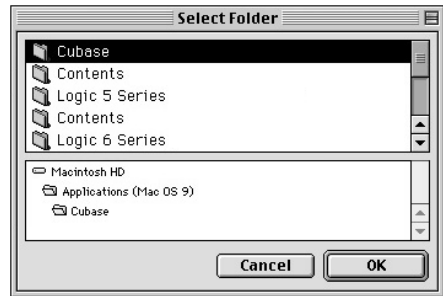 Select Folder
Cubase
Contents
Logic 5 Series
Contents
Logic 6 Series
Macintosh HD
Applications (Mac OS 9)
Cubase
Cancel
OK